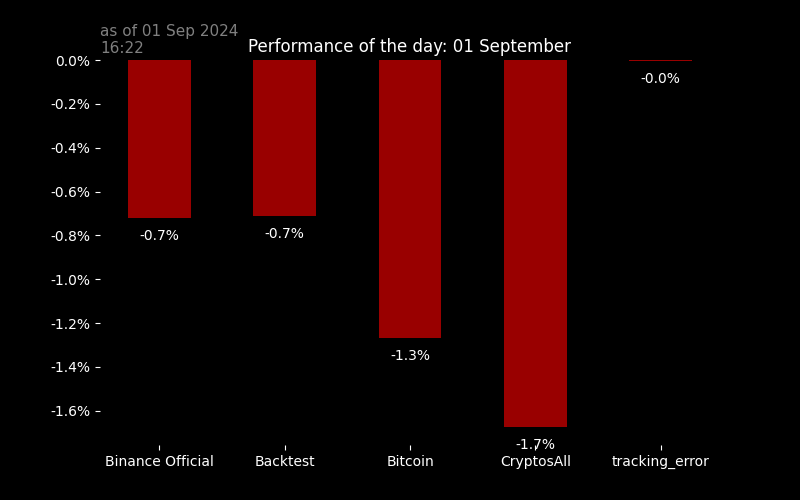 as of 01 Sep 2024
16:22
Performance of the day: 01 September
0.0%
-0.2%
-0.4%
-0.6%
-0.8%
-1.0%
-1.2%
-1.4%
-1.6%
-0.7%
-0.7%
-1.3%
-1.7%
-0.0%
Binance Official
Backtest
Bitcoin
CryptosAll
tracking_error